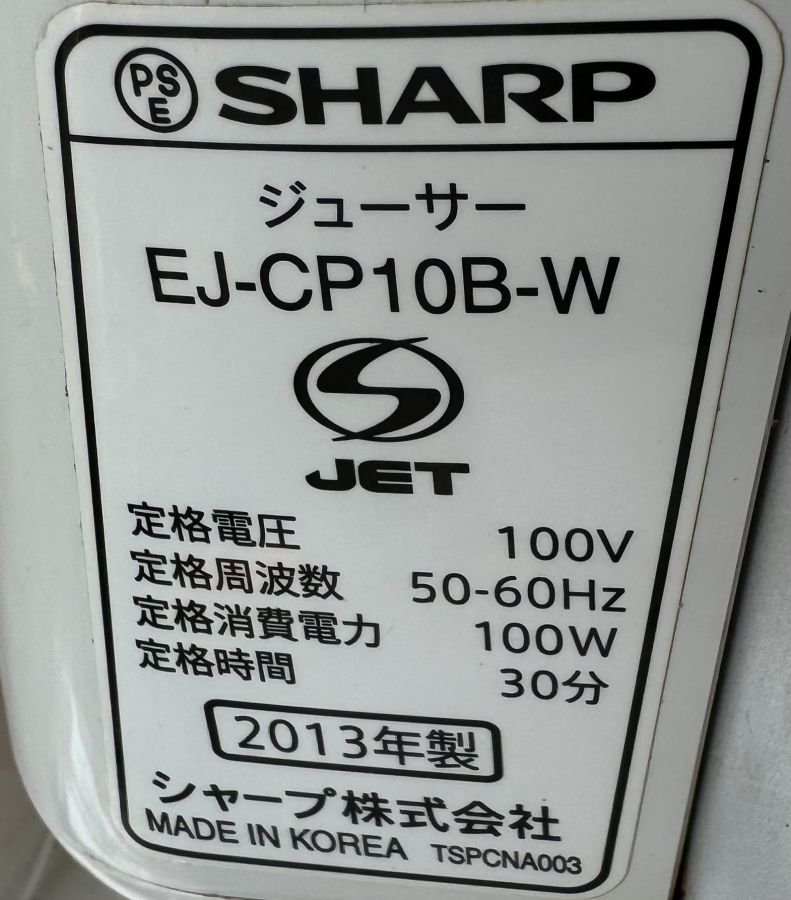 PS E SHARP
ジューサー
EJ-CP10B-W
JET
定格電圧 100V
定格周波数 50-60Hz
定格消費電力 100W
定格時間 30分
2013年製
シャープ株式会社
MADE IN KOREA TSPCNA003